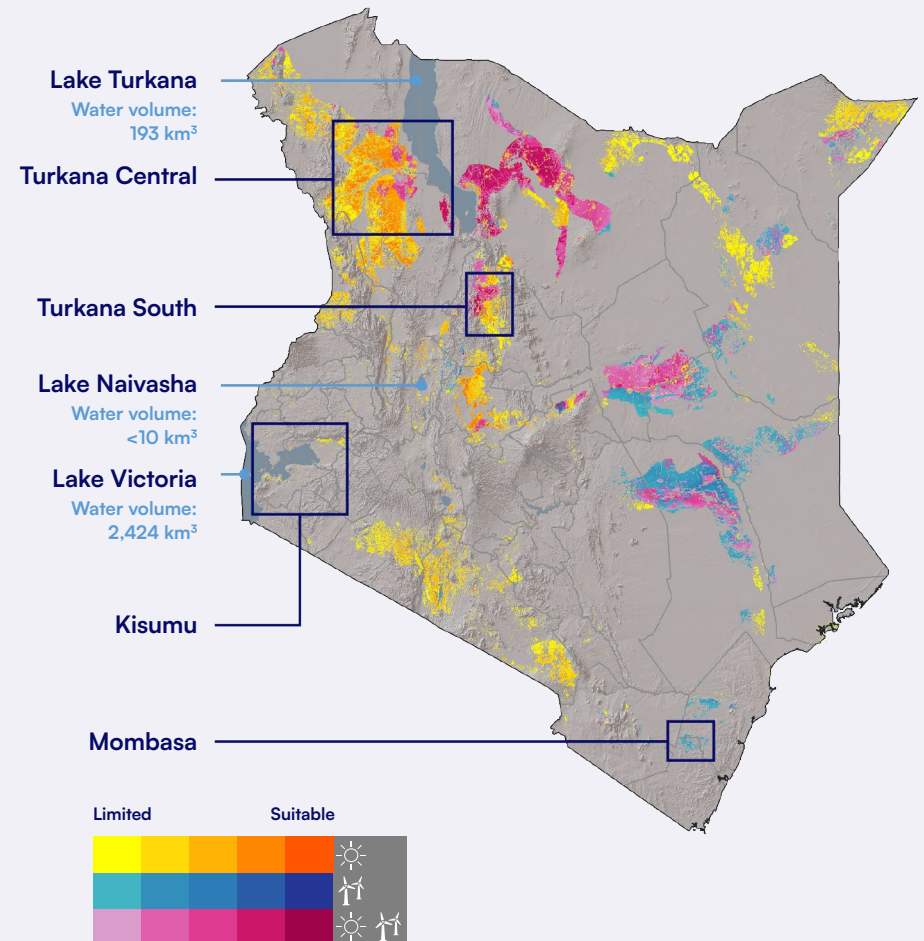 Lake Turkana
Water volume:
193 km³
Turkana Central
Turkana South
Lake Naivasha
Water volume:
<10 km³
Lake Victoria
Water volume:
2,424 km³
Kisumu
Mombasa
Limited Suitable